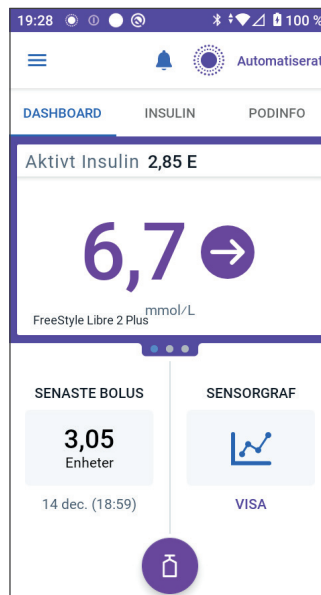 19:28 100 %
Automatiserat
DASHBOARD INSULIN PODINFO
Aktivt Insulin 2,85 E
6,7
mmol/L
FreeStyle Libre 2 Plus
SENASTE BOLUS SENSORGRAF
3,05
Enheter
14 dec. (18:59) VISA